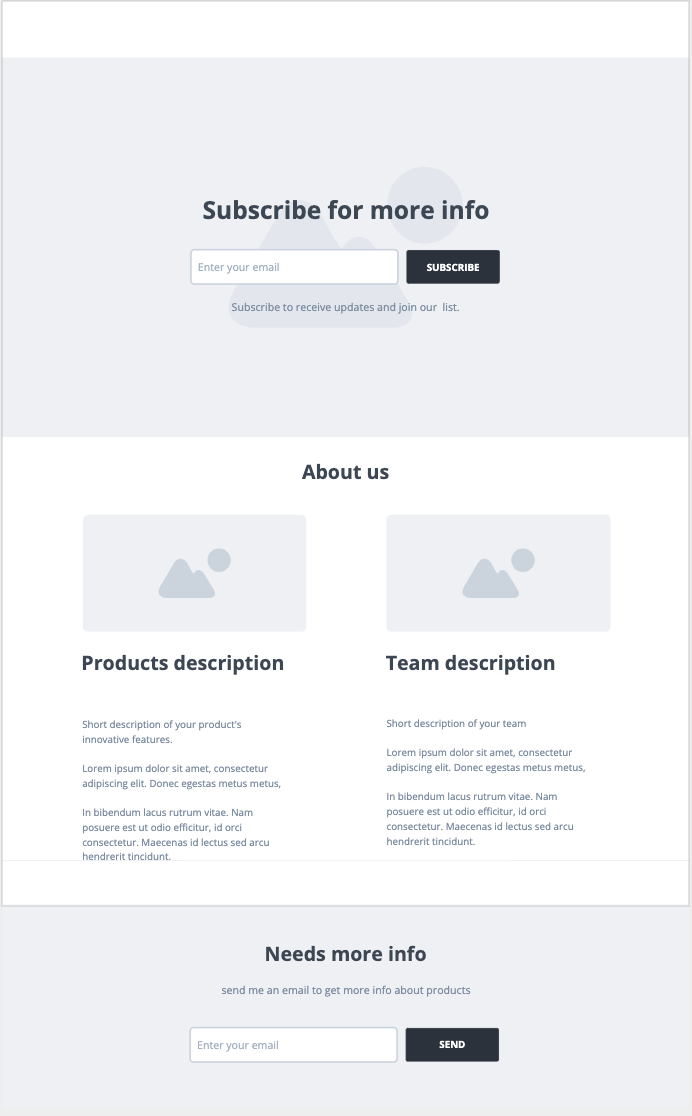 Subscribe for more info
Enter your email
SUBSCRIBE
Subscribe to receive updates and join our  list.
About us
Products description
Short description of your product's
innovative features.
Lorem ipsum dolor sit amet, consectetur
adipiscing elit. Donec egestas metus metus,
In bibendum lacus rutrum vitae. Nam
posuere est ut odio efficitur, id orci
consectetur. Maecenas id lectus sed arcu
hendrerit tincidunt.
Team description
Short description of your team
Lorem ipsum dolor sit amet, consectetur
adipiscing elit. Donec egestas metus metus,
In bibendum lacus rutrum vitae. Nam
posuere est ut odio efficitur, id orci
consectetur. Maecenas id lectus sed arcu
hendrerit tincidunt.
Needs more info
send me an email to get more info about products
Enter your email
SEND